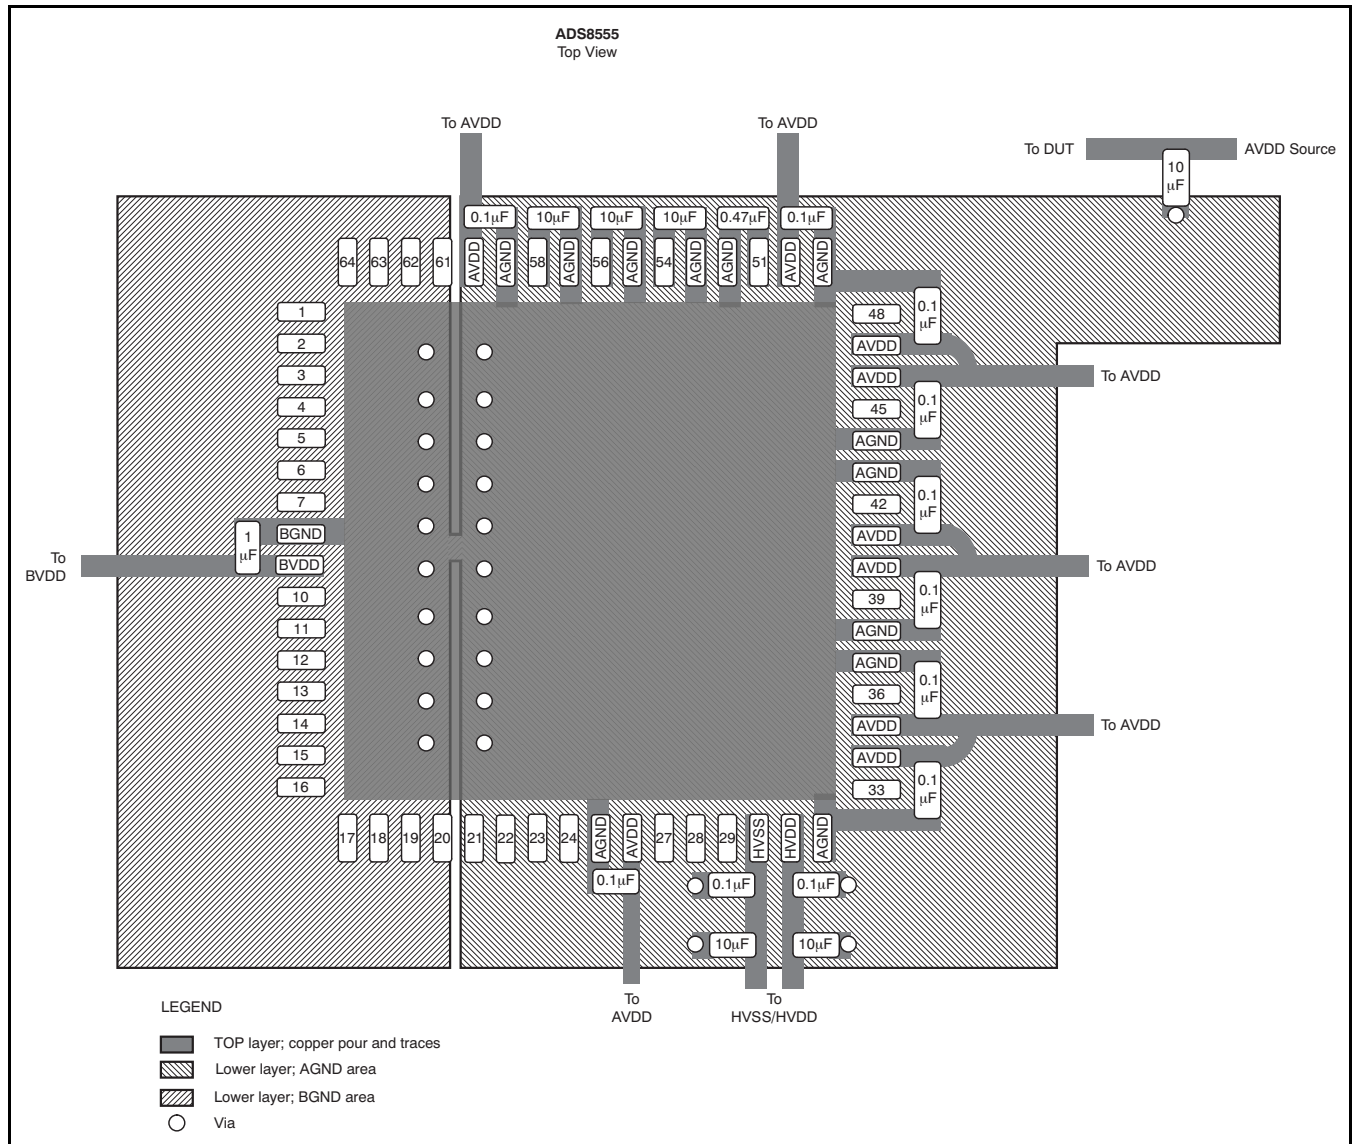 ADS8555
Top View
To AVDD
To AVDD
To DUT
AVDD Source
10
µF
0.1µF
10µF
10µF
10µF
0.47µF
0.1µF
64
63
62
61
AVDD
AGND
58
AGND
56
AGND
54
AGND
AGND
51
AVDD
AGND
1
2
3
4
5
6
7
BGND
BVDD
10
11
12
13
14
15
16
1
µF
To
BVDD
48
AVDD
AVDD
45
AGND
AGND
42
AVDD
AVDD
39
AGND
AGND
36
AVDD
AVDD
33
0.1
µF
0.1
µF
0.1
µF
0.1
µF
0.1
µF
0.1
µF
To AVDD
To AVDD
To AVDD
17
18
19
20
21
22
23
24
AGND
AVDD
27
28
29
HVSS
HVDD
AGND
0.1µF
0.1µF
0.1µF
10µF
10µF
To
AVDD
To
HVSS/HVDD
LEGEND
TOP layer; copper pour and traces
Lower layer; AGND area
Lower layer; BGND area
Via